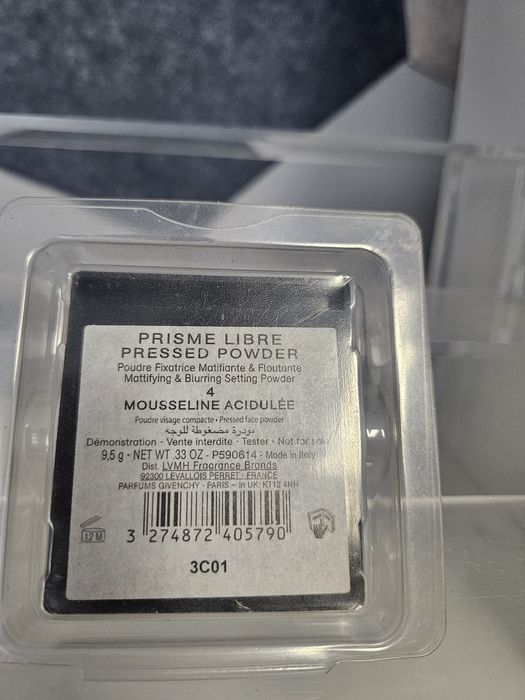 PRISME LIBRE
PRESSED POWDER
Poudre Fixatrice Matifiante & Floutante
Mattifying & Blurring Setting Powder
4
MOUSSELINE ACIDULÉE
Poudre visage compacte • Pressed face powder
بودرة مضغوطة للوجه
Démonstration - Vente interdite - Tester - Not for sale
9,5 g - NET WT .33 OZ - P590614 - Made in Italy
Dist. LVMH Fragrance Brands
92300 LEVALLOIS PERRET - FRANCE
PARFUMS GIVENCHY - PARIS - In UK: KT12 4NH
12 M
3 274872 405790
3C01